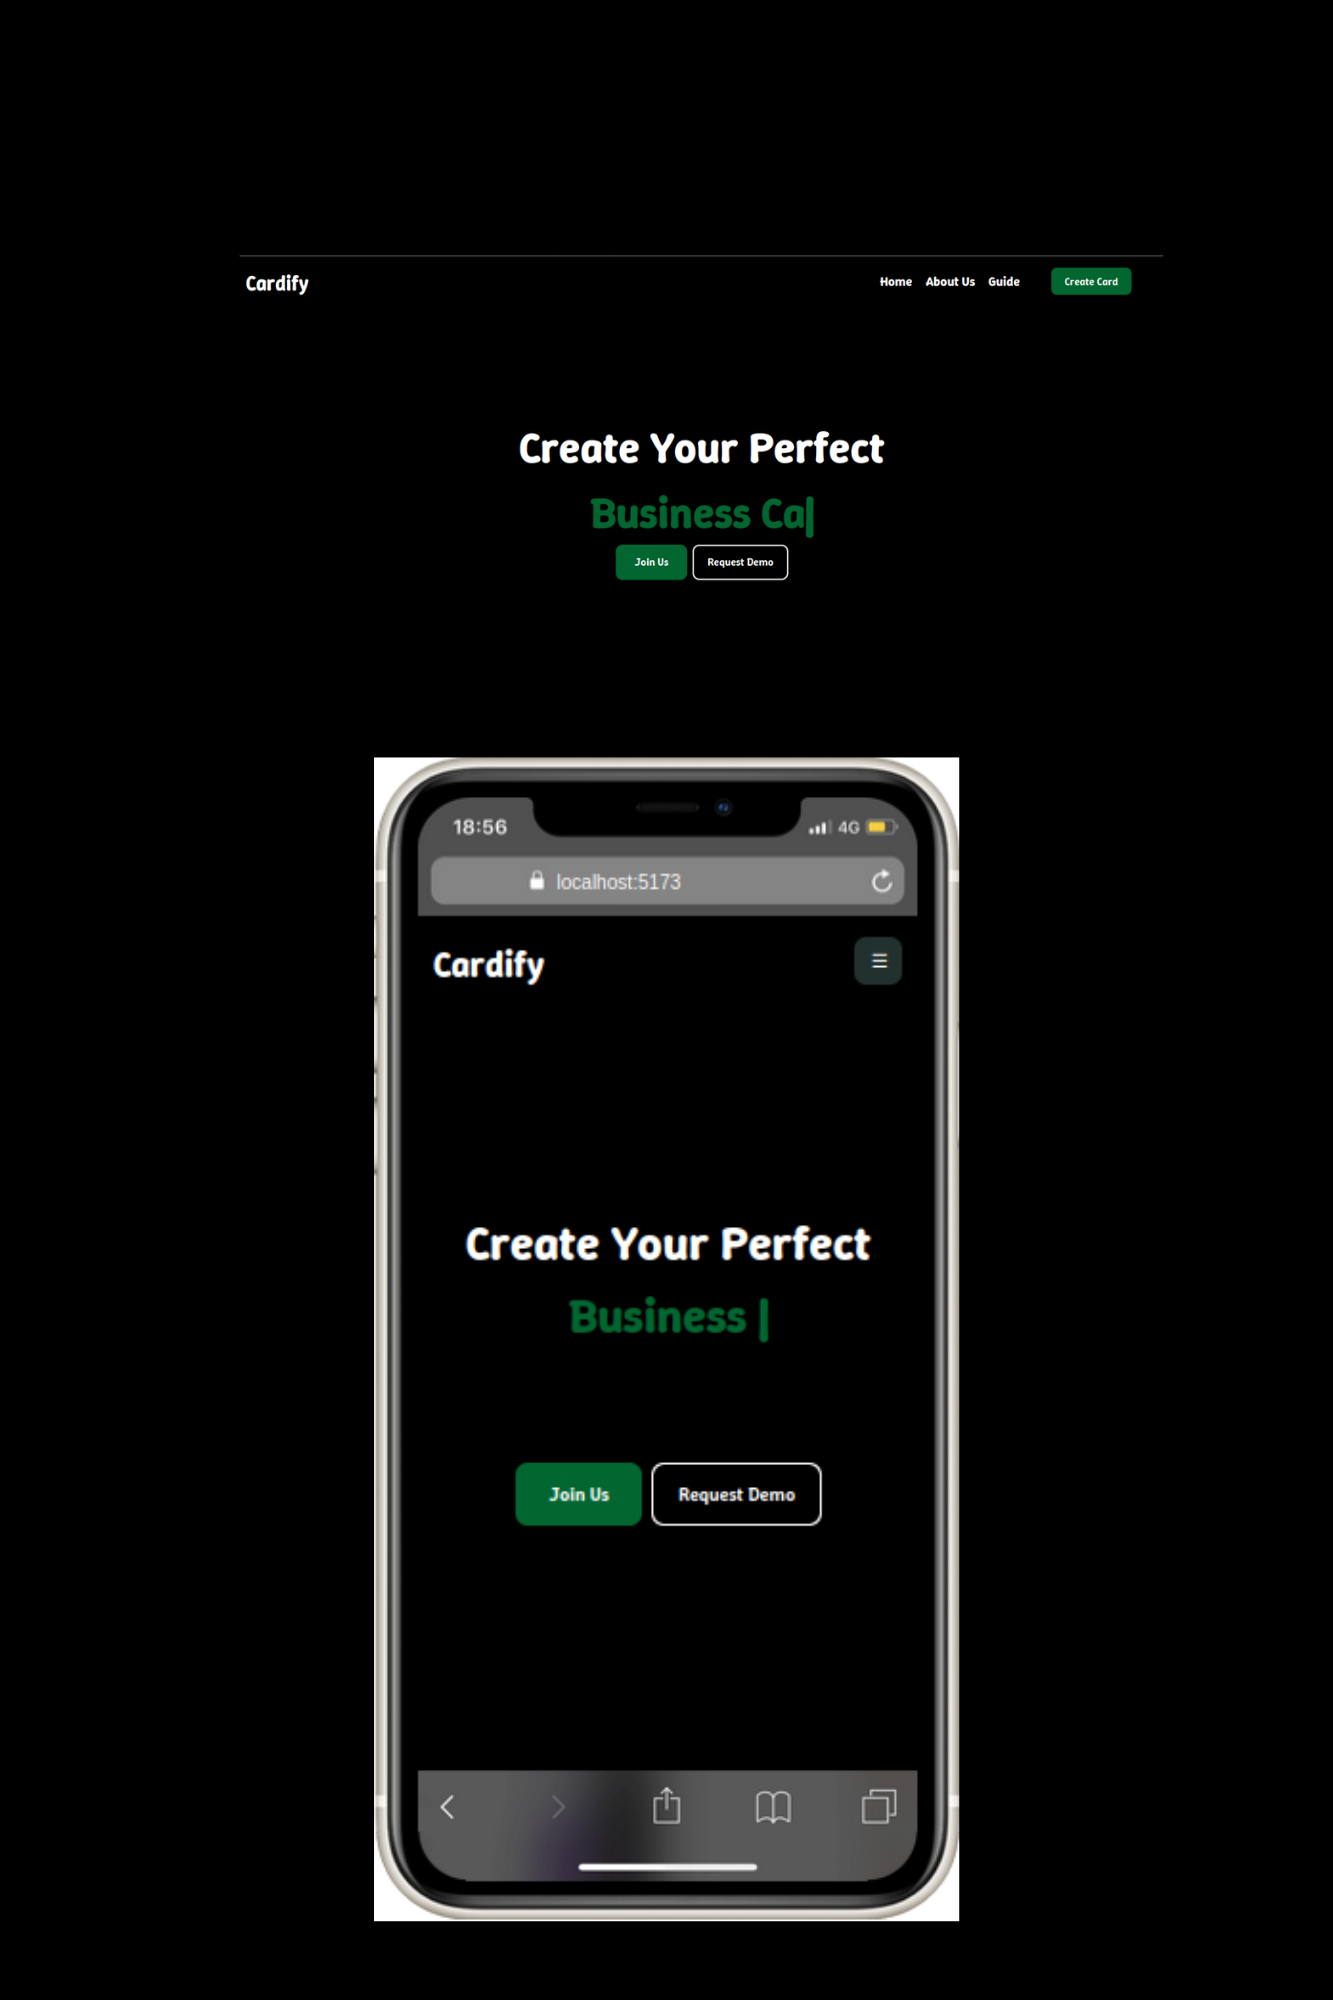 Cardify
Home About Us Guide Create Card
Create Your Perfect
Business Ca|
Join Us Request Demo
18:56 4G
localhost:5173
Cardify
Create Your Perfect
Business |
Join Us Request Demo